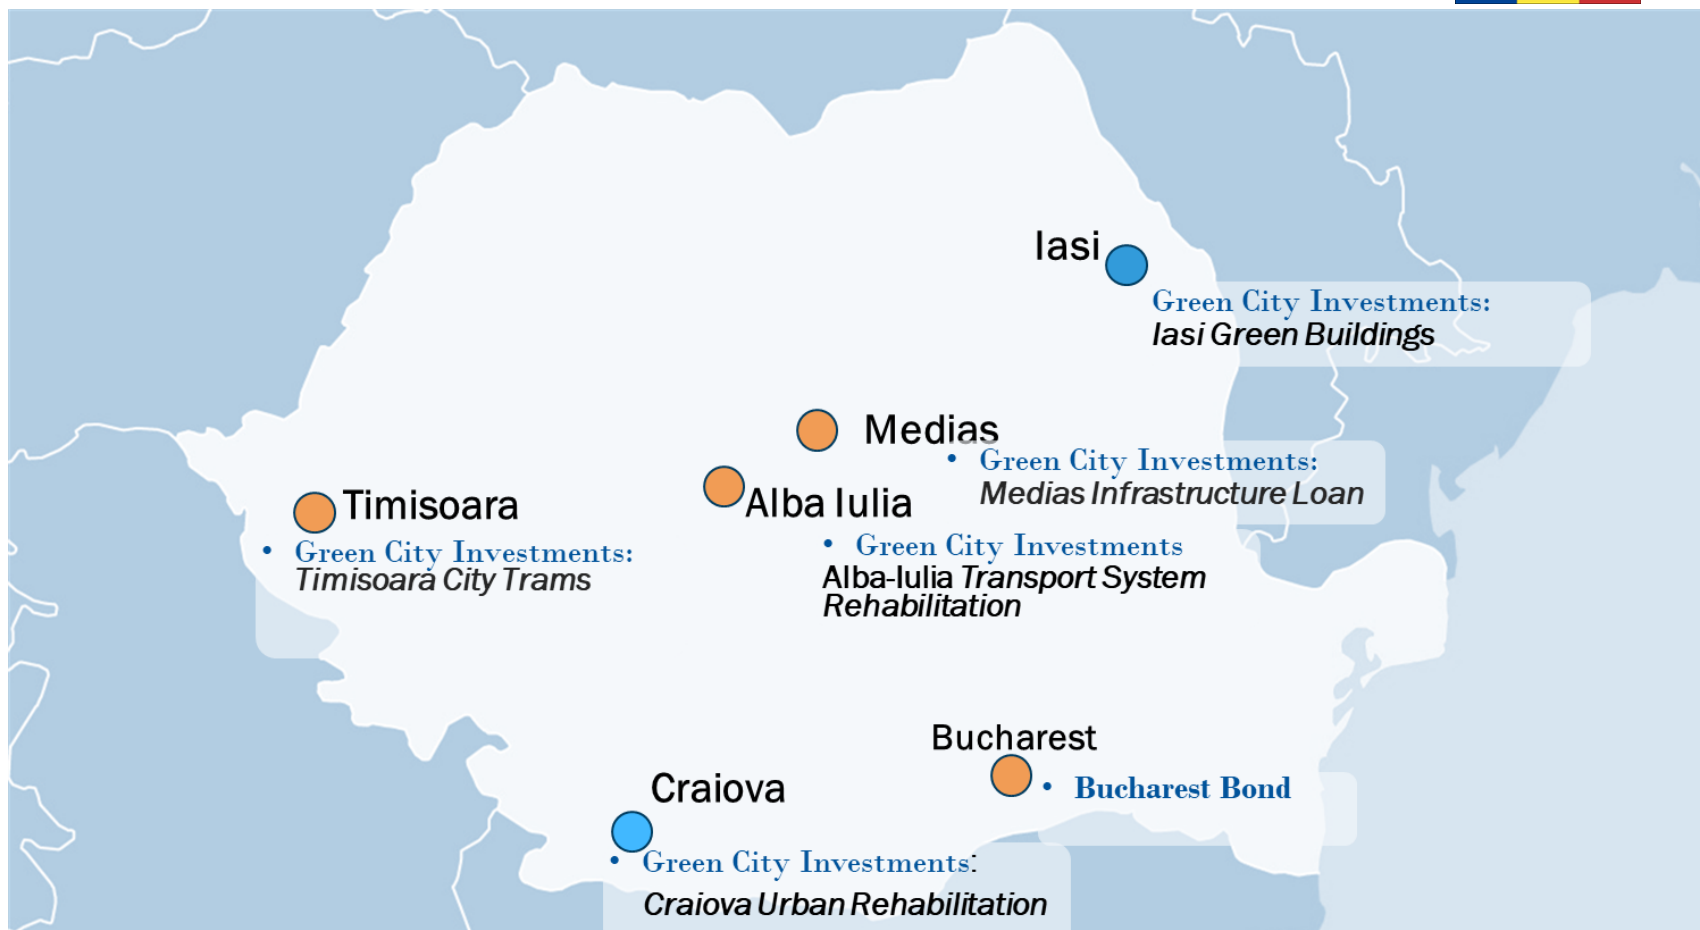 Iasi
Green City Investments:
Iasi Green Buildings
Medias
• Green City Investments:
Medias Infrastructure Loan
Alba Iulia
• Green City Investments
Alba-Iulia Transport System
Rehabilitation
Timisoara
• Green City Investments:
Timisoara City Trams
Bucharest
• Bucharest Bond
Craiova
• Green City Investments:
Craiova Urban Rehabilitation